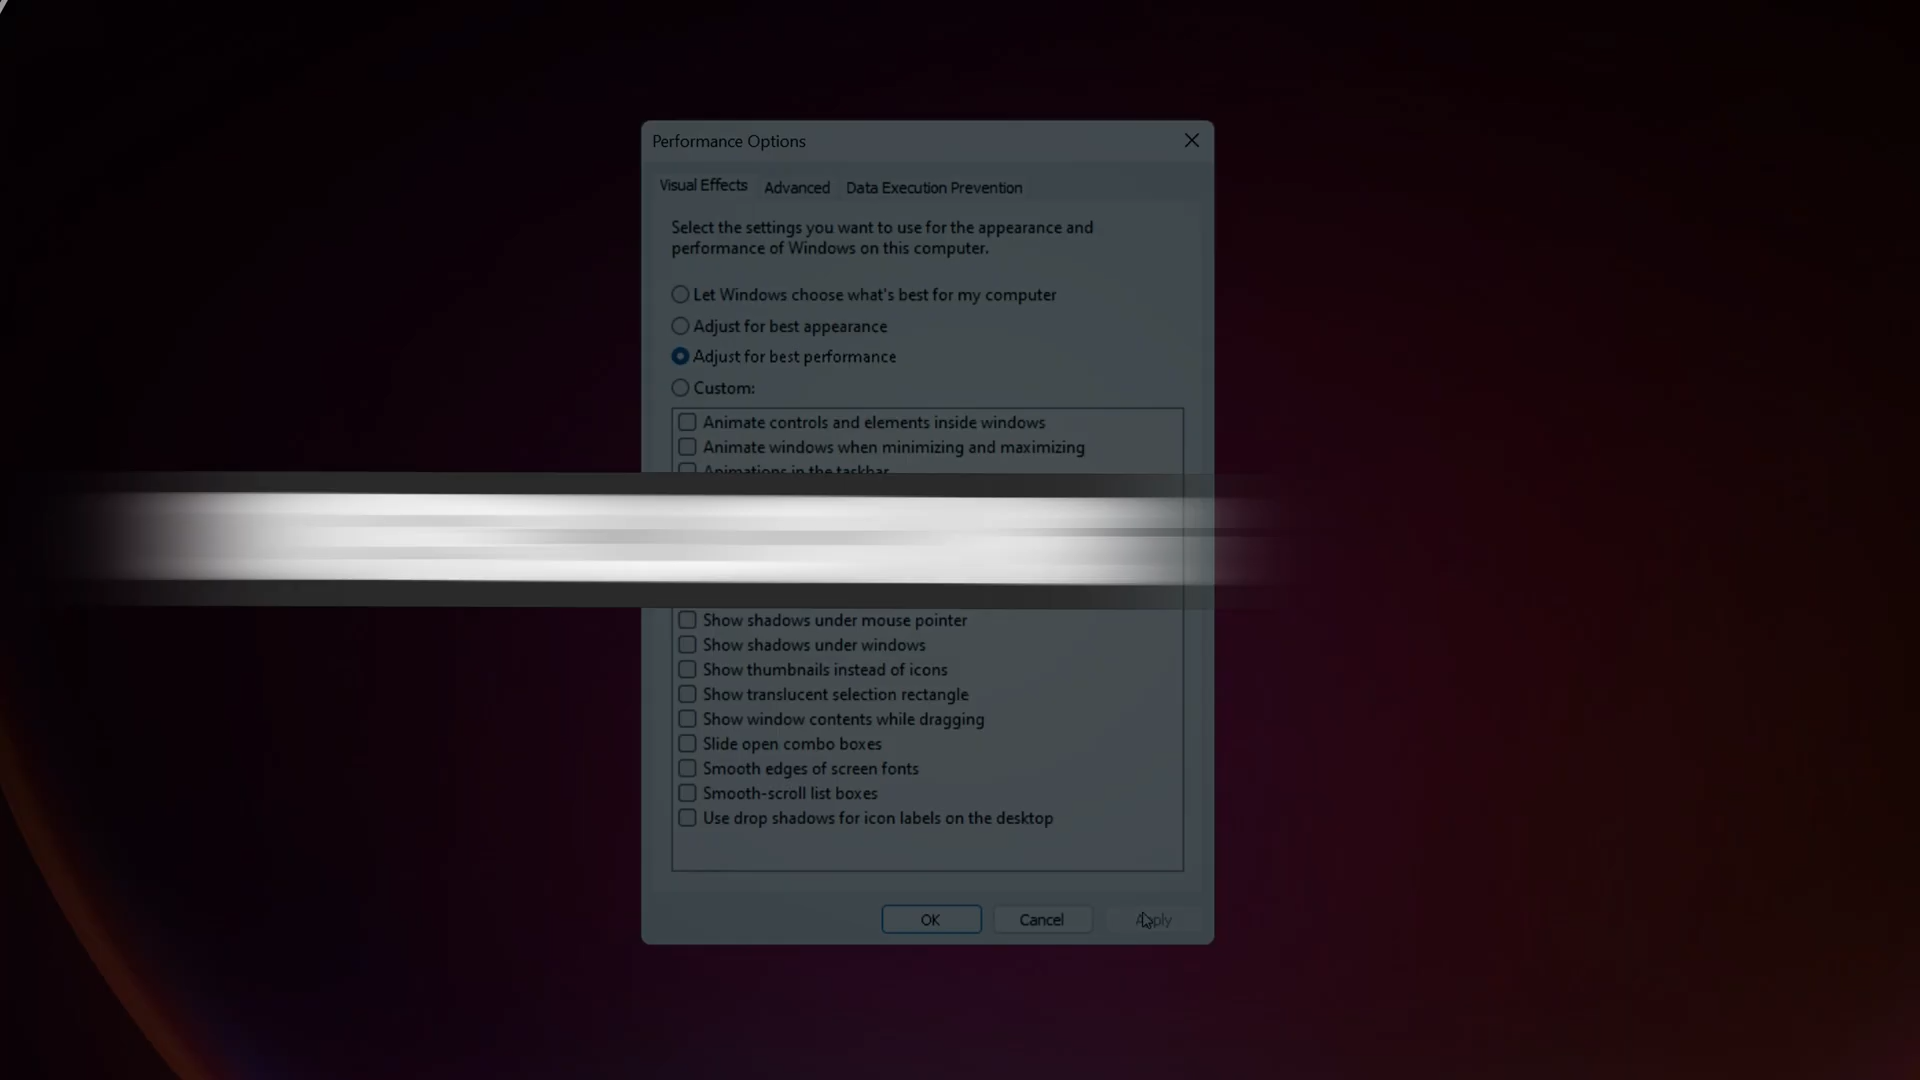 Performance Options
Visual Effects
Advanced
Data Execution Prevention
Select the settings you want to use for the appearance and
performance of Windows on this computer.
Let Windows choose what's best for my computer
Adjust for best appearance
Adjust for best performance
Custom:
Animate controls and elements inside windows
Animate windows when minimizing and maximizing
Animations in the taskbar
Show shadows under mouse pointer
Show shadows under windows
Show thumbnails instead of icons
Show translucent selection rectangle
Show window contents while dragging
Slide open combo boxes
Smooth edges of screen fonts
Smooth-scroll list boxes
Use drop shadows for icon labels on the desktop
OK
Cancel
Apply